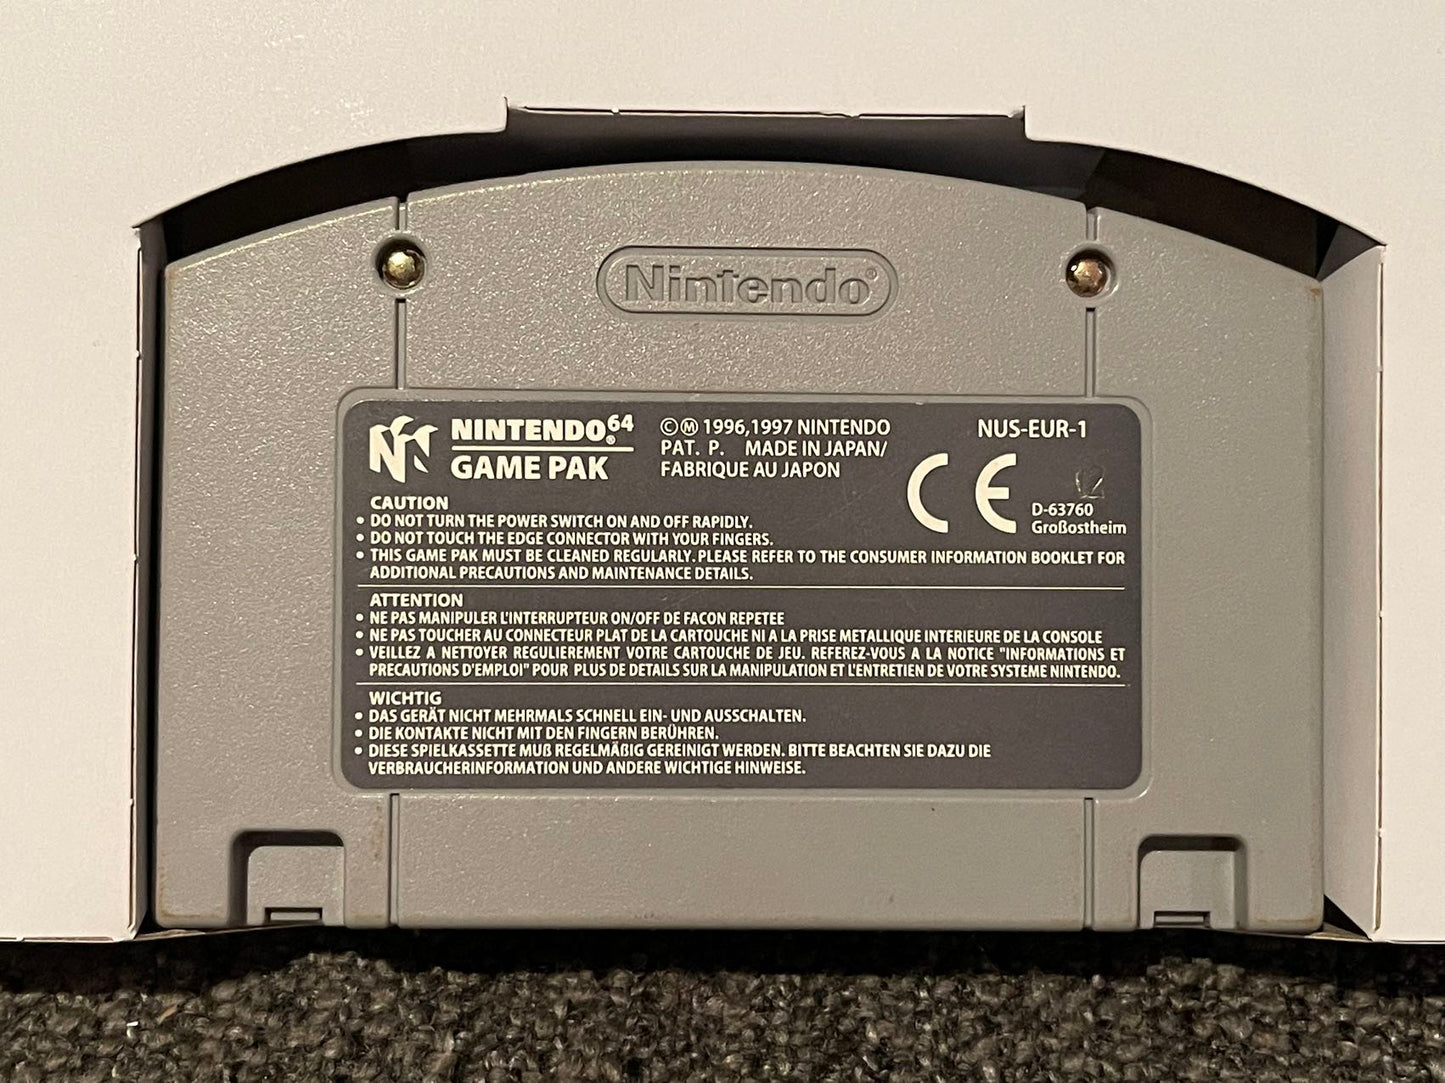 Nintendo®
NINTENDO⁶⁴®
GAME PAK
©Ⓜ 1996,1997 NINTENDO
PAT. P. MADE IN JAPAN/
FABRIQUE AU JAPON
NUS-EUR-1
CE
12
D-63760
Großostheim
CAUTION
• DO NOT TURN THE POWER SWITCH ON AND OFF RAPIDLY.
• DO NOT TOUCH THE EDGE CONNECTOR WITH YOUR FINGERS.
• THIS GAME PAK MUST BE CLEANED REGULARLY. PLEASE REFER TO THE CONSUMER INFORMATION BOOKLET FOR
ADDITIONAL PRECAUTIONS AND MAINTENANCE DETAILS.
ATTENTION
• NE PAS MANIPULER L'INTERRUPTEUR ON/OFF DE FACON REPETEE
• NE PAS TOUCHER AU CONNECTEUR PLAT DE LA CARTOUCHE NI A LA PRISE METALLIQUE INTERIEURE DE LA CONSOLE
• VEILLEZ A NETTOYER REGULIEREMENT VOTRE CARTOUCHE DE JEU. REFEREZ-VOUS A LA NOTICE "INFORMATIONS ET
PRECAUTIONS D'EMPLOI" POUR PLUS DE DETAILS SUR LA MANIPULATION ET L'ENTRETIEN DE VOTRE SYSTEME NINTENDO.
WICHTIG
• DAS GERÄT NICHT MEHRMALS SCHNELL EIN- UND AUSSCHALTEN.
• DIE KONTAKTE NICHT MIT DEN FINGERN BERÜHREN.
• DIESE SPIELKASSETTE MUß REGELMÄßIG GEREINIGT WERDEN. BITTE BEACHTEN SIE DAZU DIE
VERBRAUCHERINFORMATION UND ANDERE WICHTIGE HINWEISE.